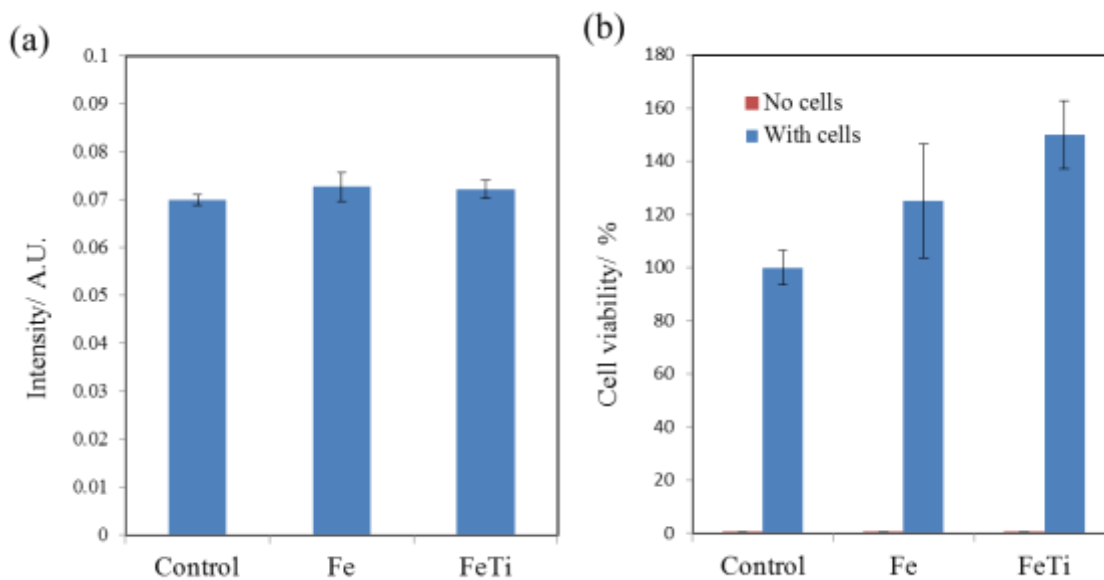 (a)
Intensity/ A.U.
0.1
0.09
0.08
0.07
0.06
0.05
0.04
0.03
0.02
0.01
0
Control Fe FeTi
(b)
Cell viability/ %
180
160
140
120
100
80
60
40
20
0
No cells
With cells
Control Fe FeTi